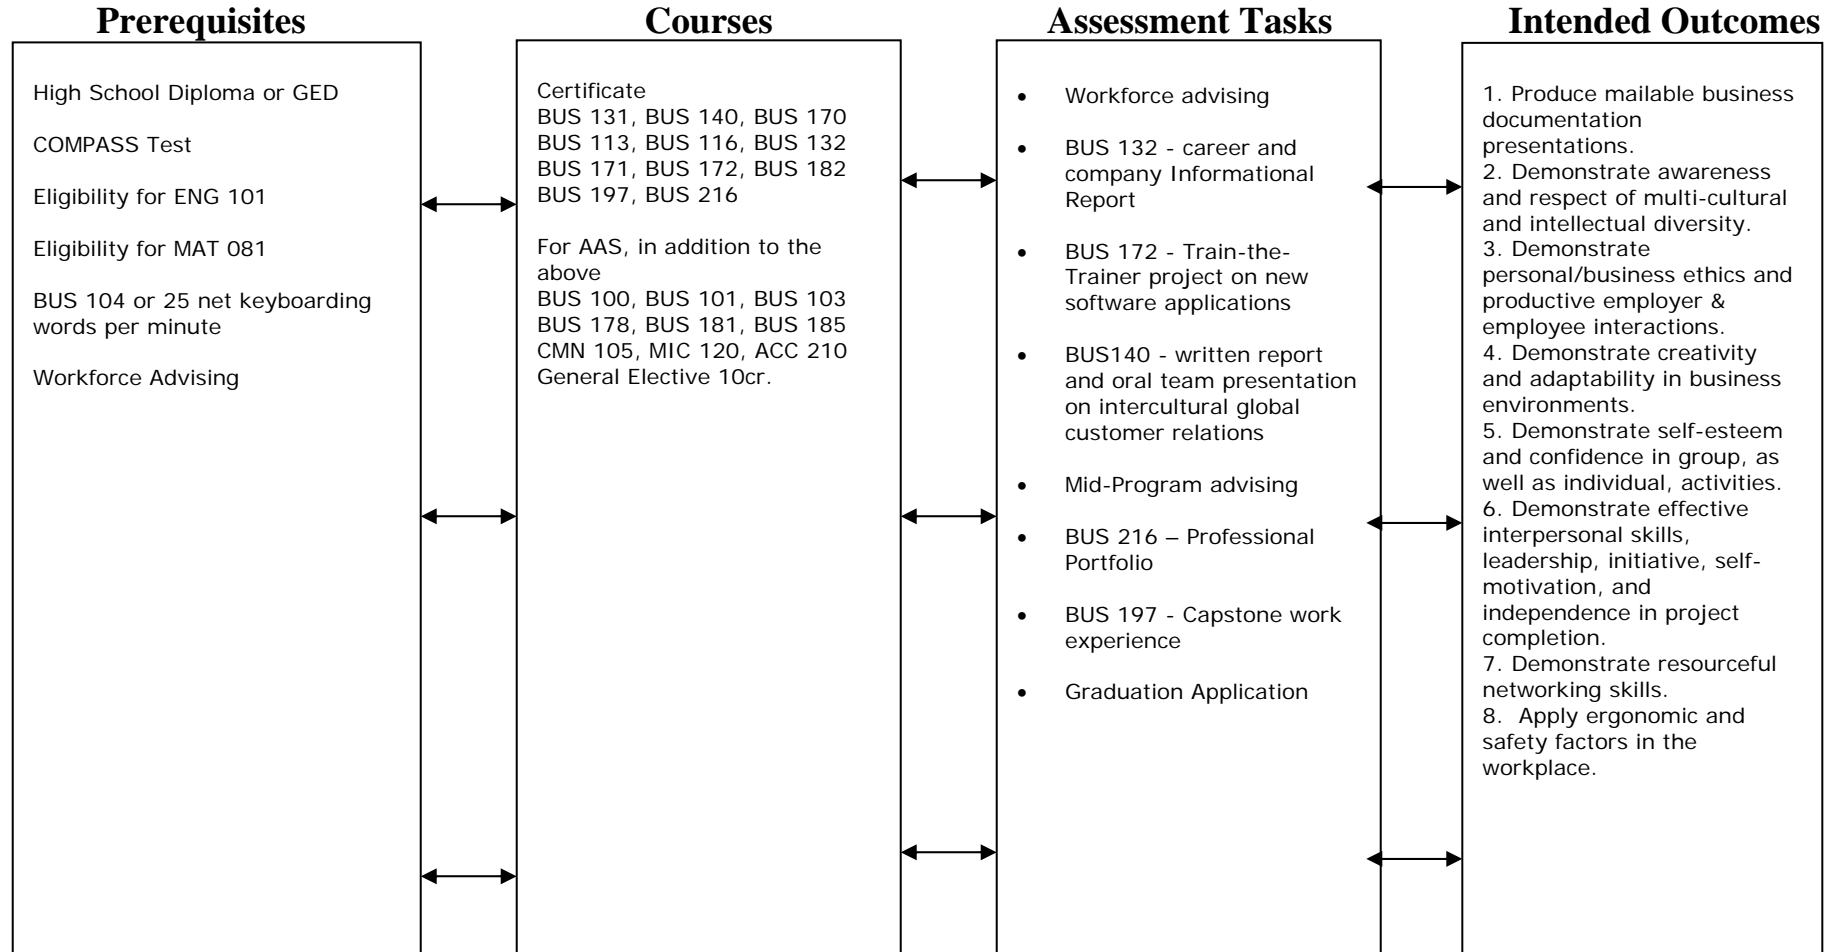 Prerequisites
High School Diploma or GED
COMPASS Test
Eligibility for ENG 101
Eligibility for MAT 081
BUS 104 or 25 net keyboarding
words per minute
Workforce Advising
Courses
Certificate
BUS 131, BUS 140, BUS 170
BUS 113, BUS 116, BUS 132
BUS 171, BUS 172, BUS 182
BUS 197, BUS 216
For AAS, in addition to the
above
BUS 100, BUS 101, BUS 103
BUS 178, BUS 181, BUS 185
CMN 105, MIC 120, ACC 210
General Elective 10cr.
Assessment Tasks
• Workforce advising
• BUS 132 - career and
company Informational
Report
• BUS 172 - Train-the-
Trainer project on new
software applications
• BUS140 - written report
and oral team presentation
on intercultural global
customer relations
• Mid-Program advising
• BUS 216 – Professional
Portfolio
• BUS 197 - Capstone work
experience
• Graduation Application
Intended Outcomes
1. Produce mailable business
documentation
presentations.
2. Demonstrate awareness
and respect of multi-cultural
and intellectual diversity.
3. Demonstrate
personal/business ethics and
productive employer &
employee interactions.
4. Demonstrate creativity
and adaptability in business
environments.
5. Demonstrate self-esteem
and confidence in group, as
well as individual, activities.
6. Demonstrate effective
interpersonal skills,
leadership, initiative, self-
motivation, and
independence in project
completion.
7. Demonstrate resourceful
networking skills.
8. Apply ergonomic and
safety factors in the
workplace.